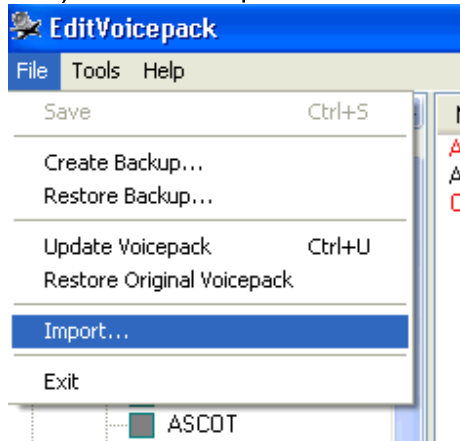 EditVoicepack
File Tools Help
Save Ctrl+S
Create Backup...
Restore Backup...
Update Voicepack Ctrl+U
Restore Original Voicepack
Import...
Exit
ASCOT